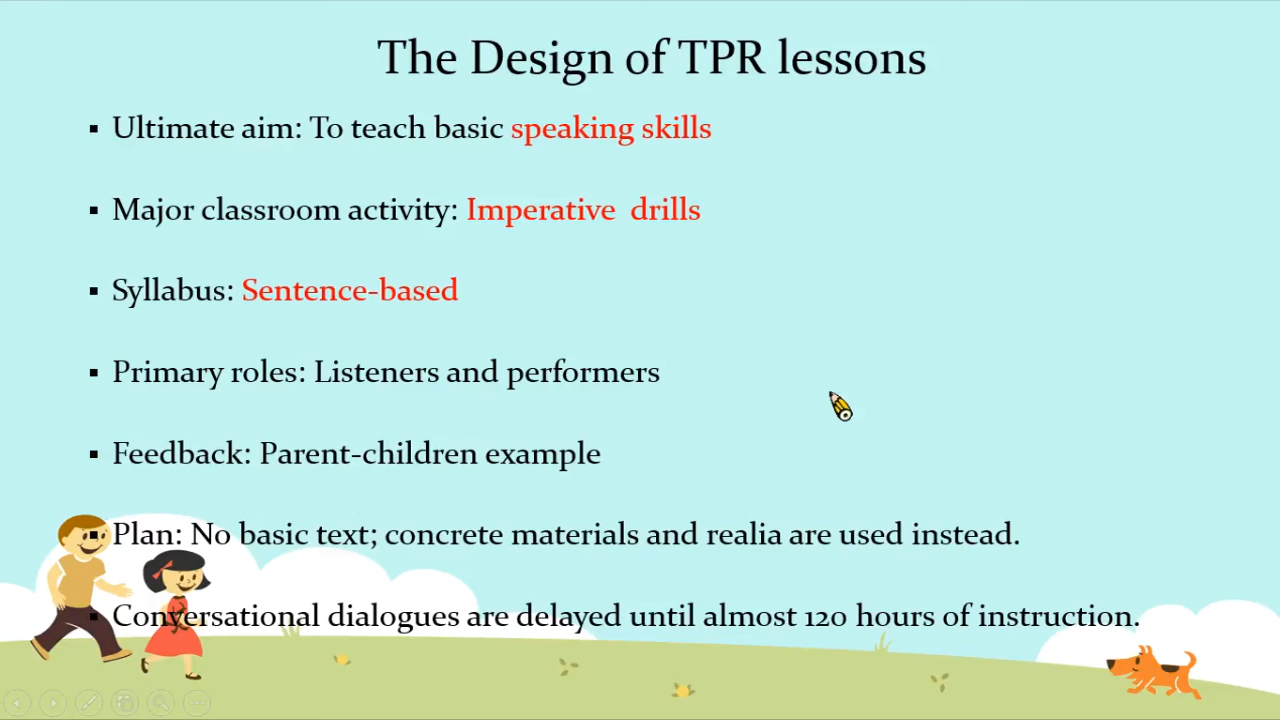 The Design of TPR lessons
▪ Ultimate aim: To teach basic speaking skills
▪ Major classroom activity: Imperative drills
▪ Syllabus: Sentence-based
▪ Primary roles: Listeners and performers
▪ Feedback: Parent-children example
▪ Plan: No basic text; concrete materials and realia are used instead.
▪ Conversational dialogues are delayed until almost 120 hours of instruction.